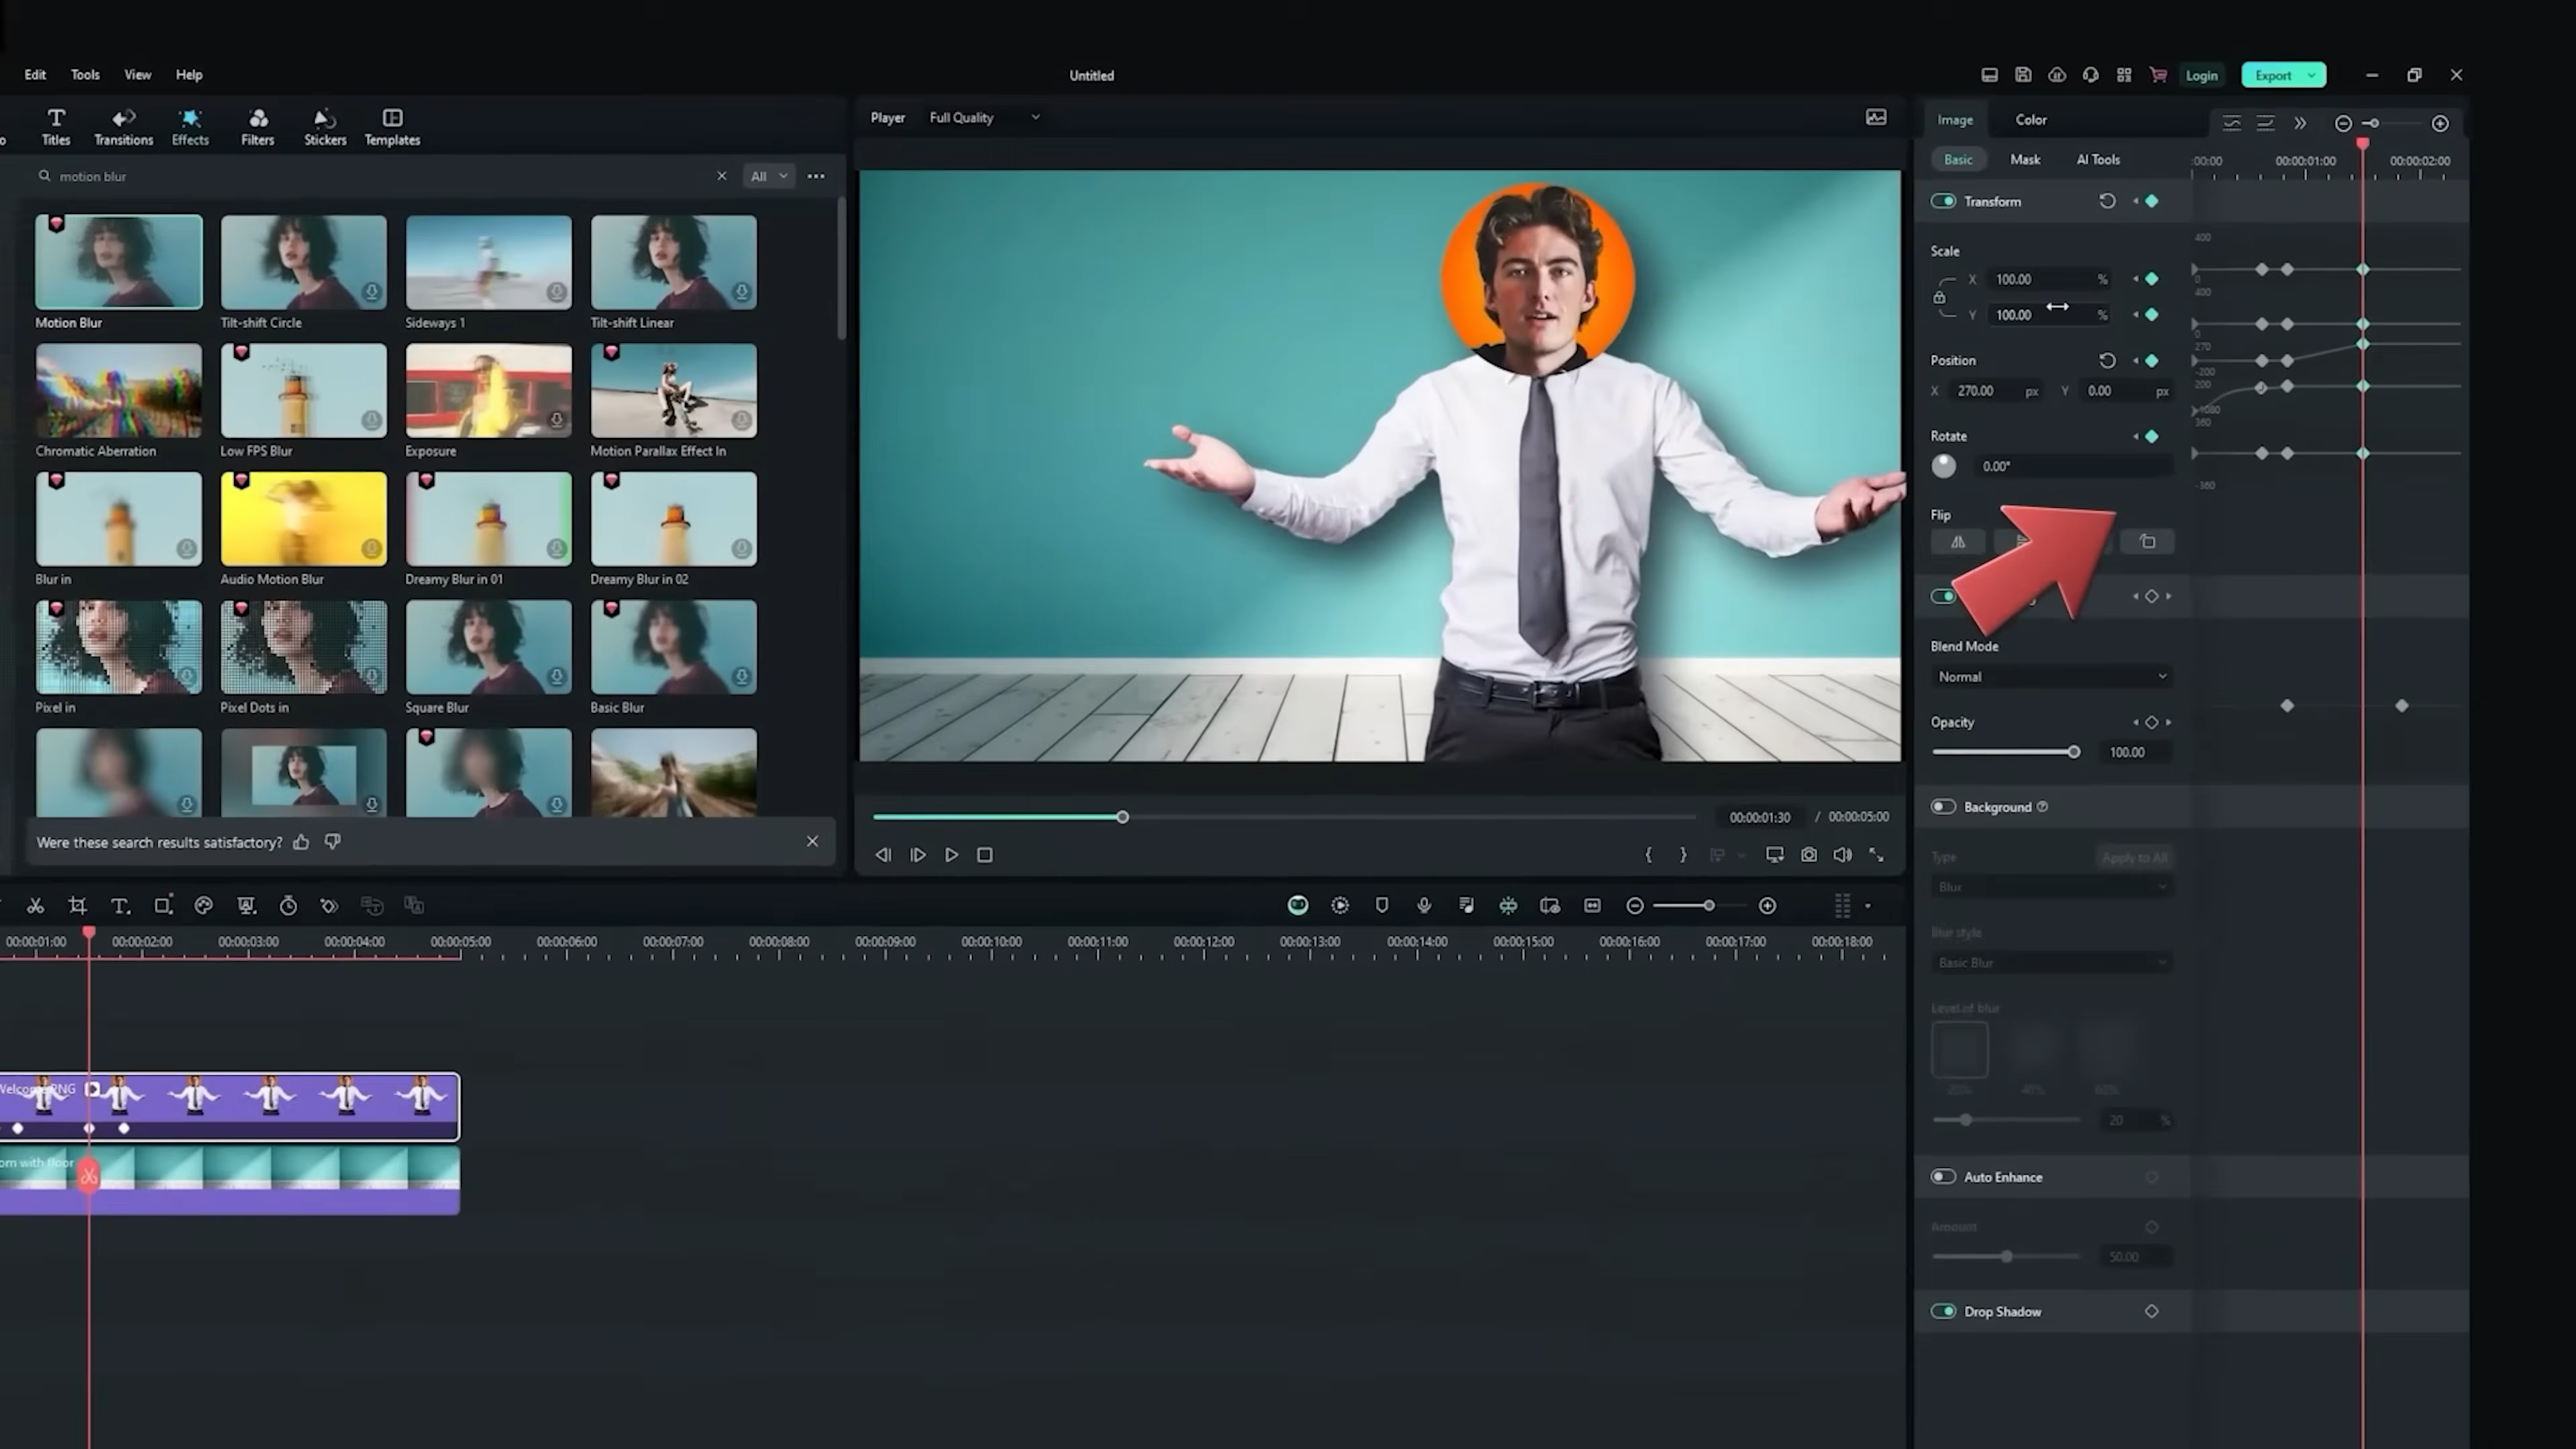 Edit Tools View Help
Untitled
Login
Export
Titles
Transitions
Effects
Filters
Stickers
Templates
motion blur
All
Motion Blur
Tilt-shift Circle
Sideways 1
Tilt-shift Linear
Chromatic Aberration
Low FPS Blur
Exposure
Motion Parallax Effect In
Blur in
Audio Motion Blur
Dreamy Blur in 01
Dreamy Blur in 02
Pixel in
Pixel Dots in
Square Blur
Basic Blur
Were these search results satisfactory?
Player Full Quality
00:00:01:30 / 00:00:05:00
Image Color
Basic Mask AI Tools
:00:00 00:00:01:00 00:00:02:00
Transform
Scale
X 100.00 %
Y 100.00 %
Position
X 270.00 px Y 0.00 px
Rotate
0.00°
Flip
400
0
400
0
270
-200
200
-1080
360
-360
Blend Mode
Normal
Opacity
100.00
Background
Type
Apply to All
Blur
Blur style
Basic Blur
Level of blur
20% 40% 60%
20 %
Auto Enhance
Amount
50.00
Drop Shadow
00:00:01:00 00:00:02:00 00:00:03:00 00:00:04:00 00:00:05:00 00:00:06:00 00:00:07:00 00:00:08:00 00:00:09:00 00:00:10:00 00:00:11:00 00:00:12:00 00:00:13:00 00:00:14:00 00:00:15:00 00:00:16:00 00:00:17:00 00:00:18:00
Welcome PNG
om with floor